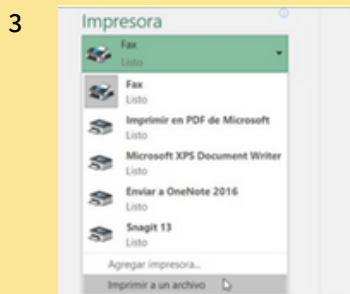 3
Impresora
Fax
Listo
Fax
Listo
Imprimir en PDF de Microsoft
Listo
Microsoft XPS Document Writer
Listo
Enviar a OneNote 2016
Listo
Snagit 13
Listo
Agregar impresora...
Imprimir a un archivo